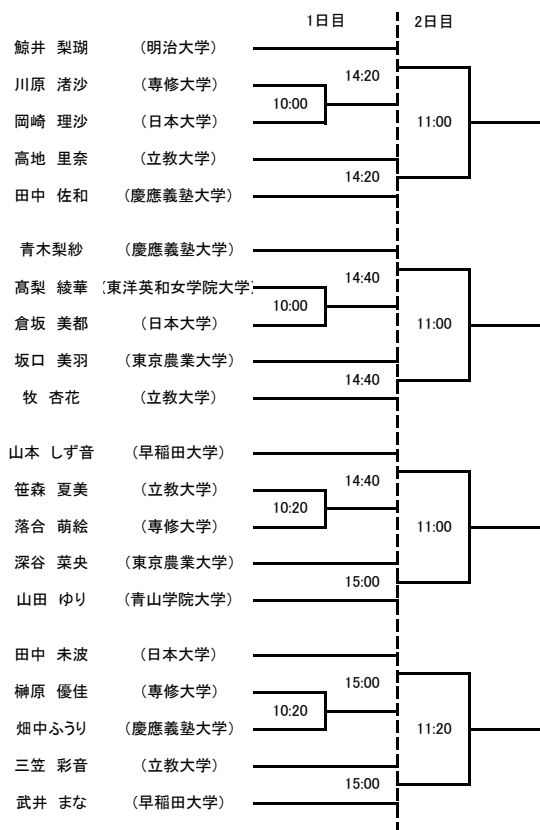 1日目 2日目
鯨井 梨瑚 (明治大学)
14:20
川原 渚沙 (専修大学)
10:00
11:00
岡崎 理沙 (日本大学)
高地 里奈 (立教大学)
14:20
田中 佐和 (慶應義塾大学)
青木梨紗 (慶應義塾大学)
14:40
髙梨 綾華 (東洋英和女学院大学)
10:00
11:00
倉坂 美都 (日本大学)
坂口 美羽 (東京農業大学)
14:40
牧 杏花 (立教大学)
山本 しず音 (早稲田大学)
14:40
笹森 夏美 (立教大学)
10:20
11:00
落合 萌絵 (専修大学)
深谷 菜央 (東京農業大学)
15:00
山田 ゆり (青山学院大学)
田中 未波 (日本大学)
15:00
榊原 優佳 (専修大学)
10:20
11:20
畑中ふうり (慶應義塾大学)
三笠 彩音 (立教大学)
15:00
武井 まな (早稲田大学)